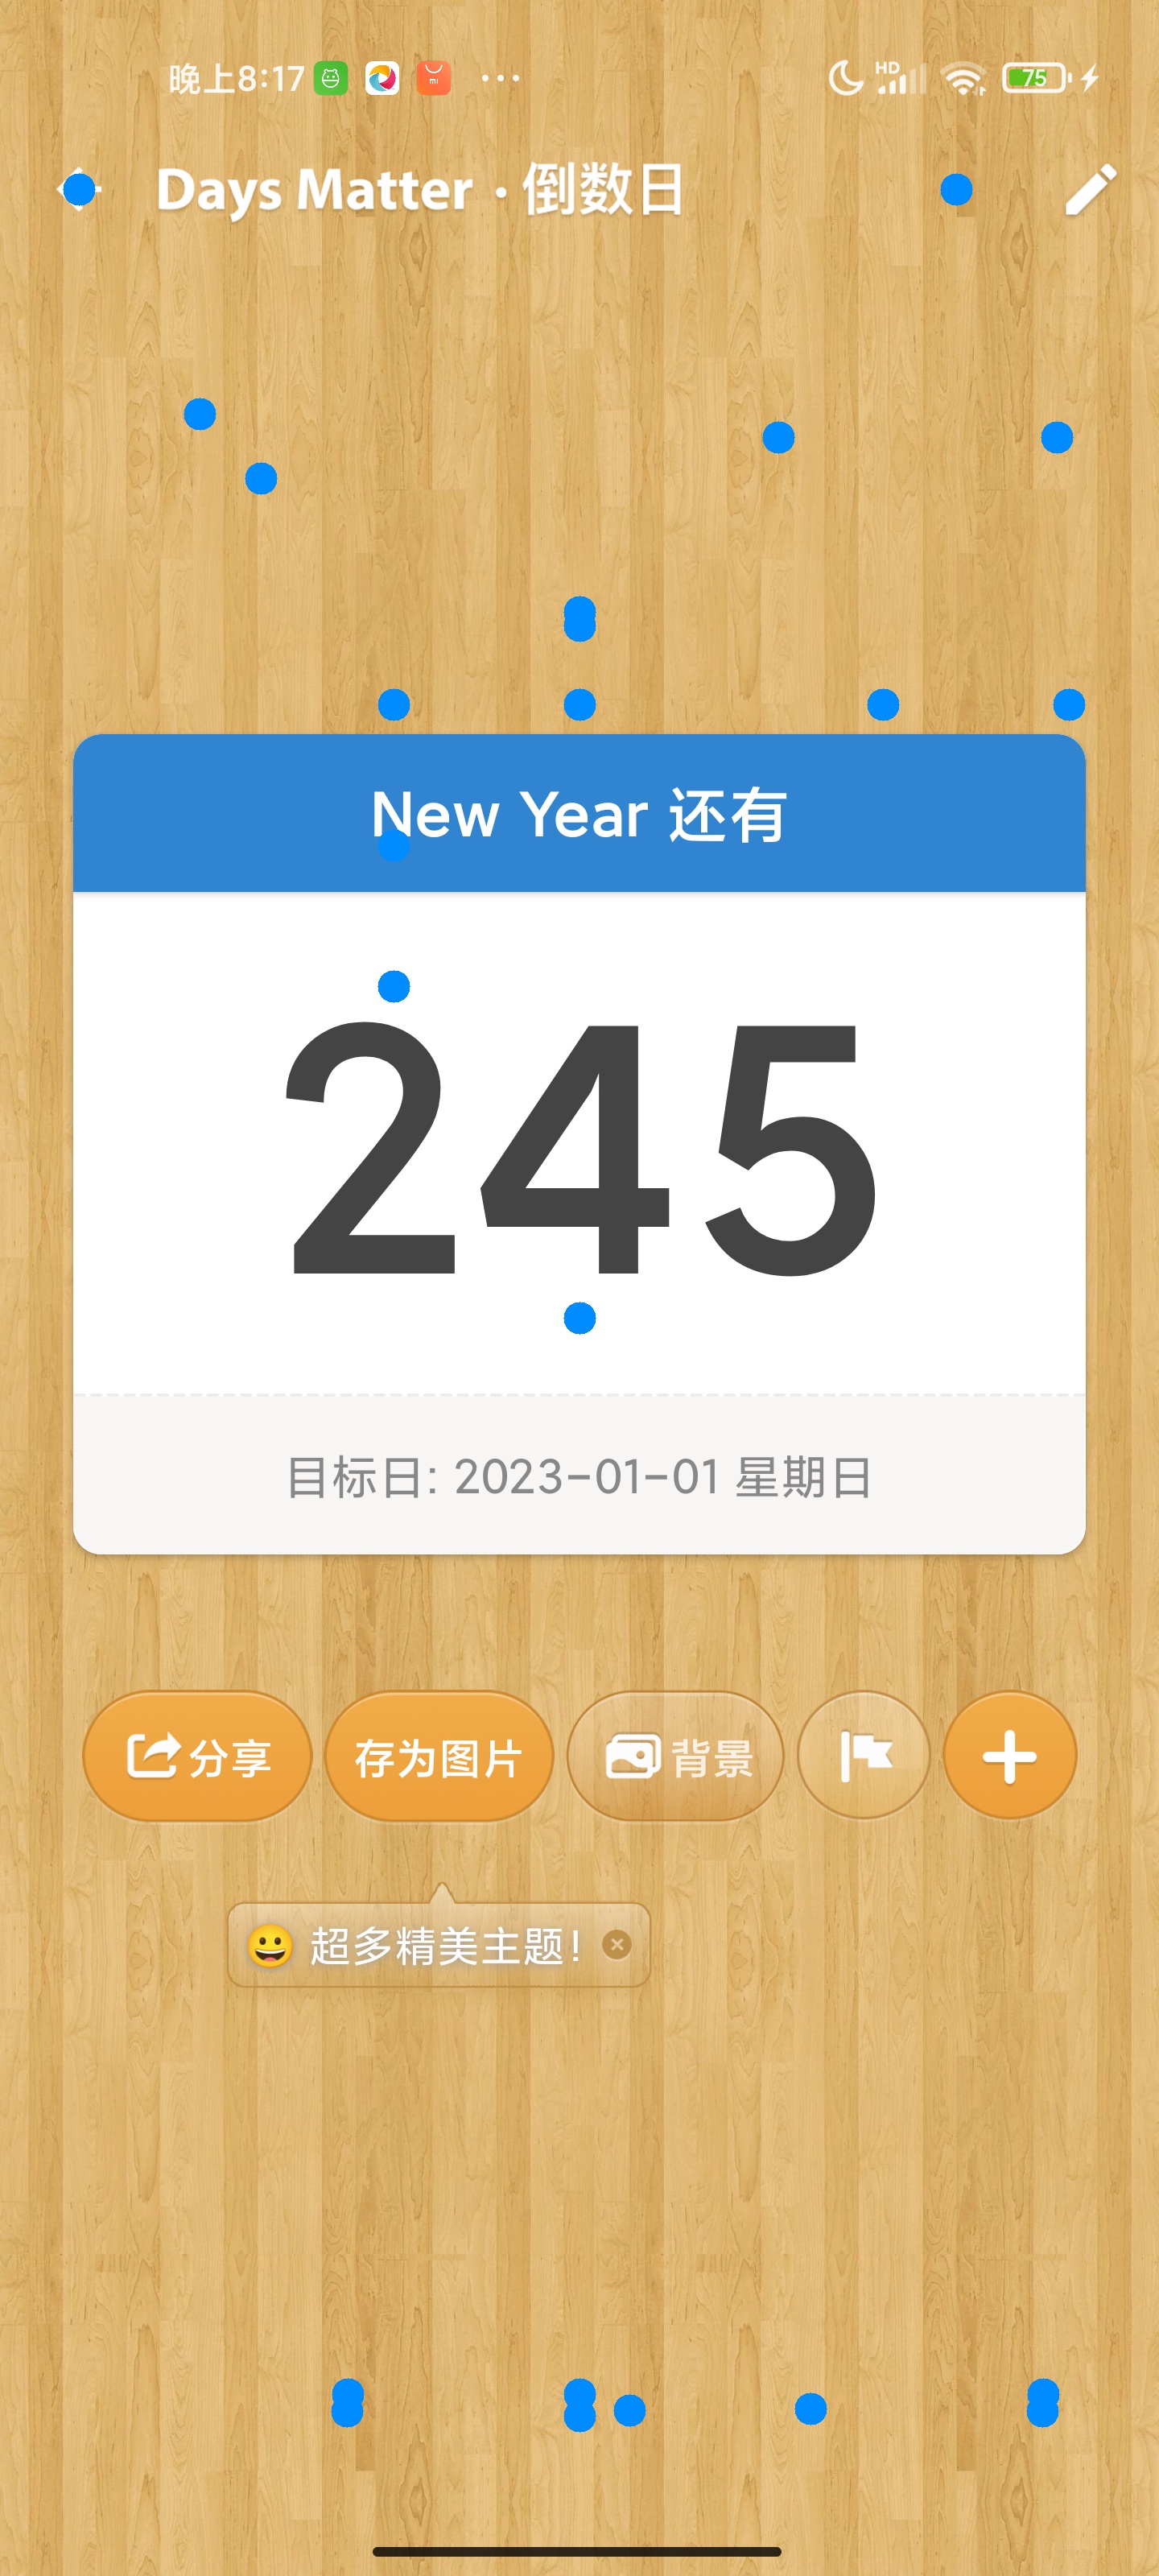 晚上8:17 mi ... HD 75
Days Matter · 倒数日
New Year 还有
245
目标日: 2023-01-01 星期日
分享 存为图片 背景
😀 超多精美主题!